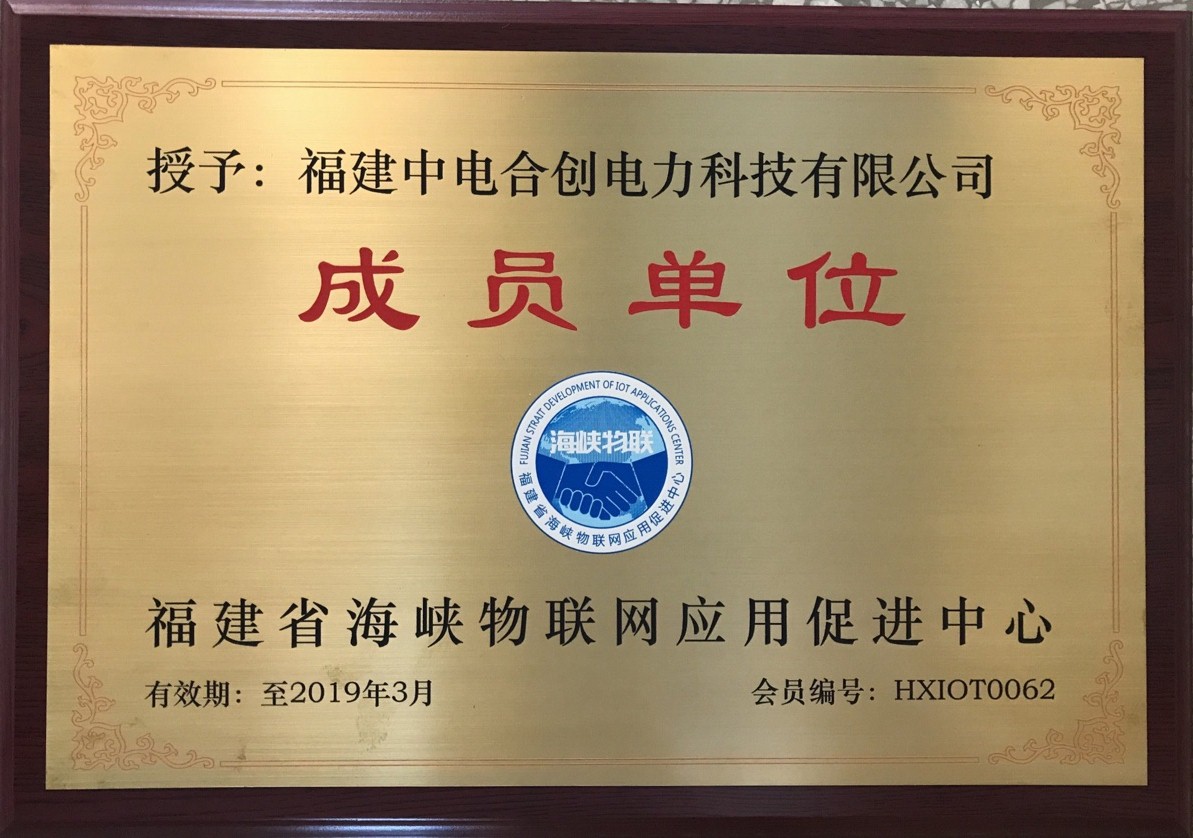 授予：福建中电合创电力科技有限公司
成员单位
FUJIAN STRAIT DEVELOPMENT OF IOT APPLICATIONS CENTER
海峡物联
福建省海峡物联网应用促进中心
福建省海峡物联网应用促进中心
有效期：至2019年3月
会员编号：HXIOT0062